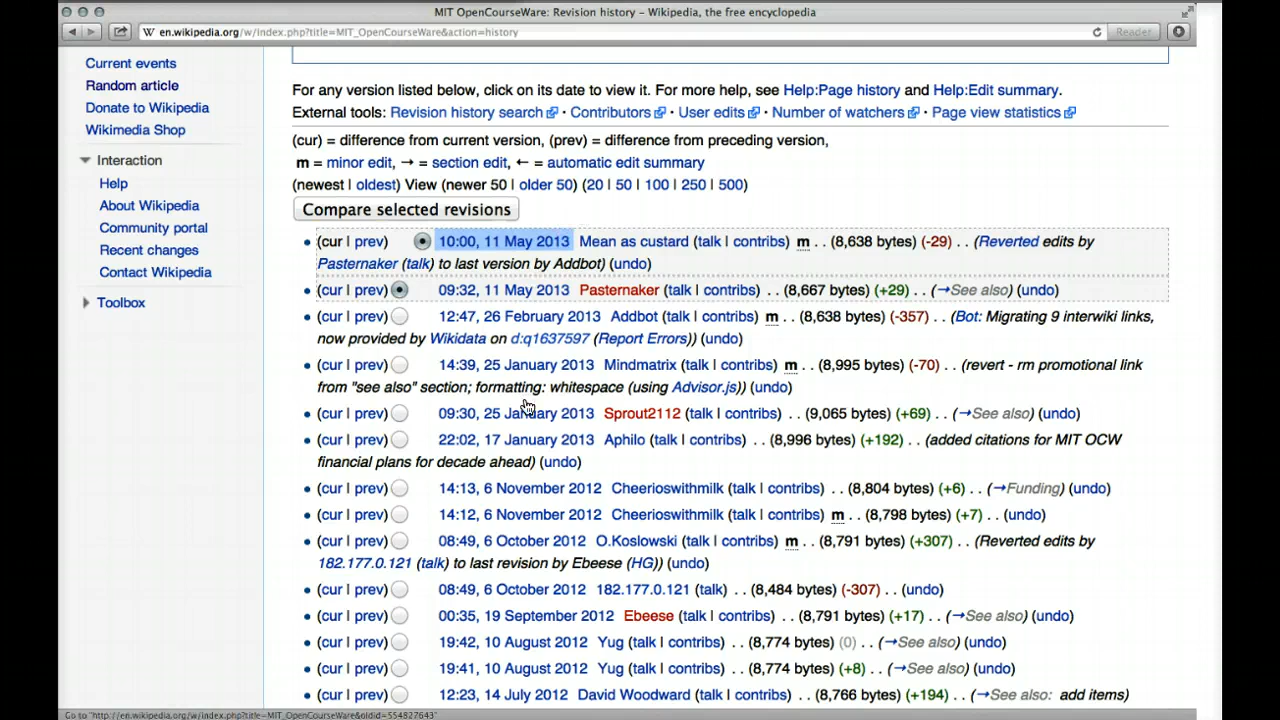 MIT OpenCourseWare: Revision history – Wikipedia, the free encyclopedia
W en.wikipedia.org/w/index.php?title=MIT_OpenCourseWare&action=history
Reader
Current events
Random article
Donate to Wikipedia
Wikimedia Shop
Interaction
Help
About Wikipedia
Community portal
Recent changes
Contact Wikipedia
Toolbox
For any version listed below, click on its date to view it. For more help, see Help:Page history and Help:Edit summary.
External tools: Revision history search · Contributors · User edits · Number of watchers · Page view statistics
(cur) = difference from current version, (prev) = difference from preceding version,
m = minor edit, → = section edit, ← = automatic edit summary
(newest | oldest) View (newer 50 | older 50) (20 | 50 | 100 | 250 | 500)
Compare selected revisions
(cur | prev) 10:00, 11 May 2013 Mean as custard (talk | contribs) m . . (8,638 bytes) (-29) . . (Reverted edits by
Pasternaker (talk) to last version by Addbot) (undo)
(cur | prev) 09:32, 11 May 2013 Pasternaker (talk | contribs) . . (8,667 bytes) (+29) . . (→See also) (undo)
(cur | prev) 12:47, 26 February 2013 Addbot (talk | contribs) m . . (8,638 bytes) (-357) . . (Bot: Migrating 9 interwiki links,
now provided by Wikidata on d:q1637597 (Report Errors)) (undo)
(cur | prev) 14:39, 25 January 2013 Mindmatrix (talk | contribs) m . . (8,995 bytes) (-70) . . (revert - rm promotional link
from "see also" section; formatting: whitespace (using Advisor.js)) (undo)
(cur | prev) 09:30, 25 January 2013 Sprout2112 (talk | contribs) . . (9,065 bytes) (+69) . . (→See also) (undo)
(cur | prev) 22:02, 17 January 2013 Aphilo (talk | contribs) . . (8,996 bytes) (+192) . . (added citations for MIT OCW
financial plans for decade ahead) (undo)
(cur | prev) 14:13, 6 November 2012 Cheerioswithmilk (talk | contribs) . . (8,804 bytes) (+6) . . (→Funding) (undo)
(cur | prev) 14:12, 6 November 2012 Cheerioswithmilk (talk | contribs) m . . (8,798 bytes) (+7) . . (undo)
(cur | prev) 08:49, 6 October 2012 O.Koslowski (talk | contribs) m . . (8,791 bytes) (+307) . . (Reverted edits by
182.177.0.121 (talk) to last revision by Ebeese (HG)) (undo)
(cur | prev) 08:49, 6 October 2012 182.177.0.121 (talk) . . (8,484 bytes) (-307) . . (undo)
(cur | prev) 00:35, 19 September 2012 Ebeese (talk | contribs) . . (8,791 bytes) (+17) . . (→See also) (undo)
(cur | prev) 19:42, 10 August 2012 Yug (talk | contribs) . . (8,774 bytes) (0) . . (→See also) (undo)
(cur | prev) 19:41, 10 August 2012 Yug (talk | contribs) . . (8,774 bytes) (+8) . . (→See also) (undo)
(cur | prev) 12:23, 14 July 2012 David Woodward (talk | contribs) . . (8,766 bytes) (+194) . . (→See also: add items)
Go to "http://en.wikipedia.org/w/index.php?title=MIT_OpenCourseWare&oldid=554827643"